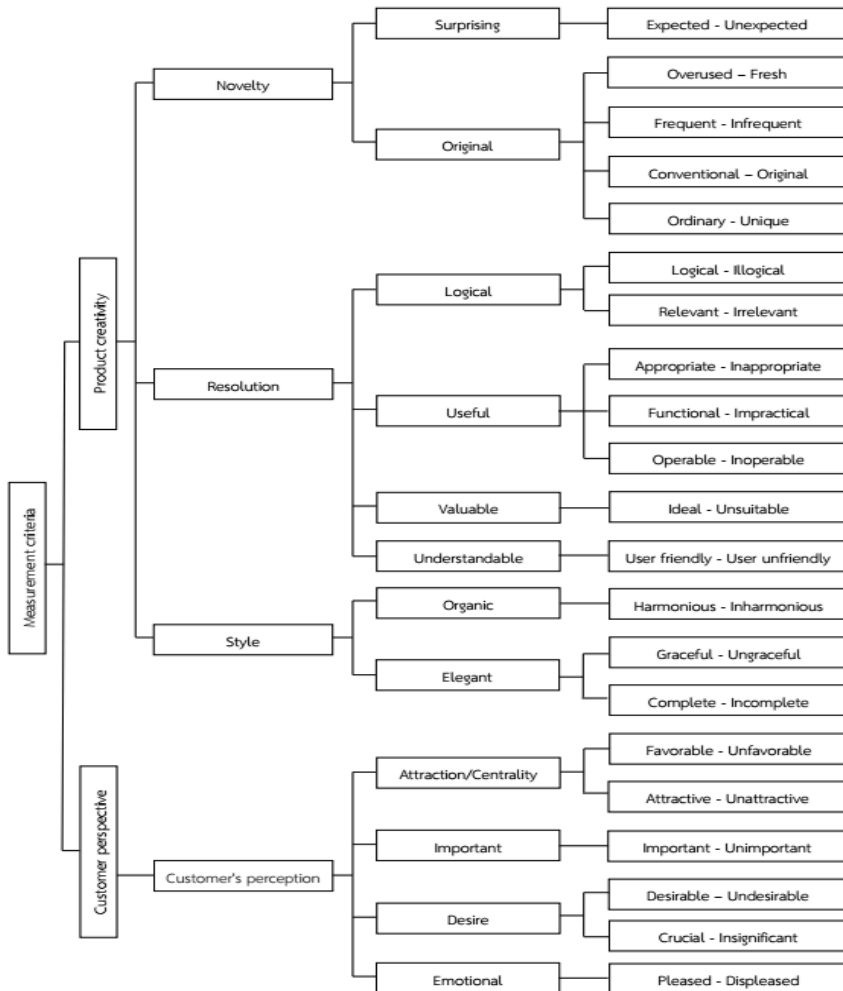 Measurement criteria
Product creativity
Novelty
Surprising
Expected - Unexpected
Original
Overused – Fresh
Frequent - Infrequent
Conventional – Original
Ordinary - Unique
Resolution
Logical
Logical - Illogical
Relevant - Irrelevant
Useful
Appropriate - Inappropriate
Functional - Impractical
Operable - Inoperable
Valuable
Ideal - Unsuitable
Understandable
User friendly - User unfriendly
Style
Organic
Harmonious - Inharmonious
Elegant
Graceful - Ungraceful
Complete - Incomplete
Customer perspective
Customer's perception
Attraction/Centrality
Favorable - Unfavorable
Attractive - Unattractive
Important
Important - Unimportant
Desire
Desirable – Undesirable
Crucial - Insignificant
Emotional
Pleased - Displeased